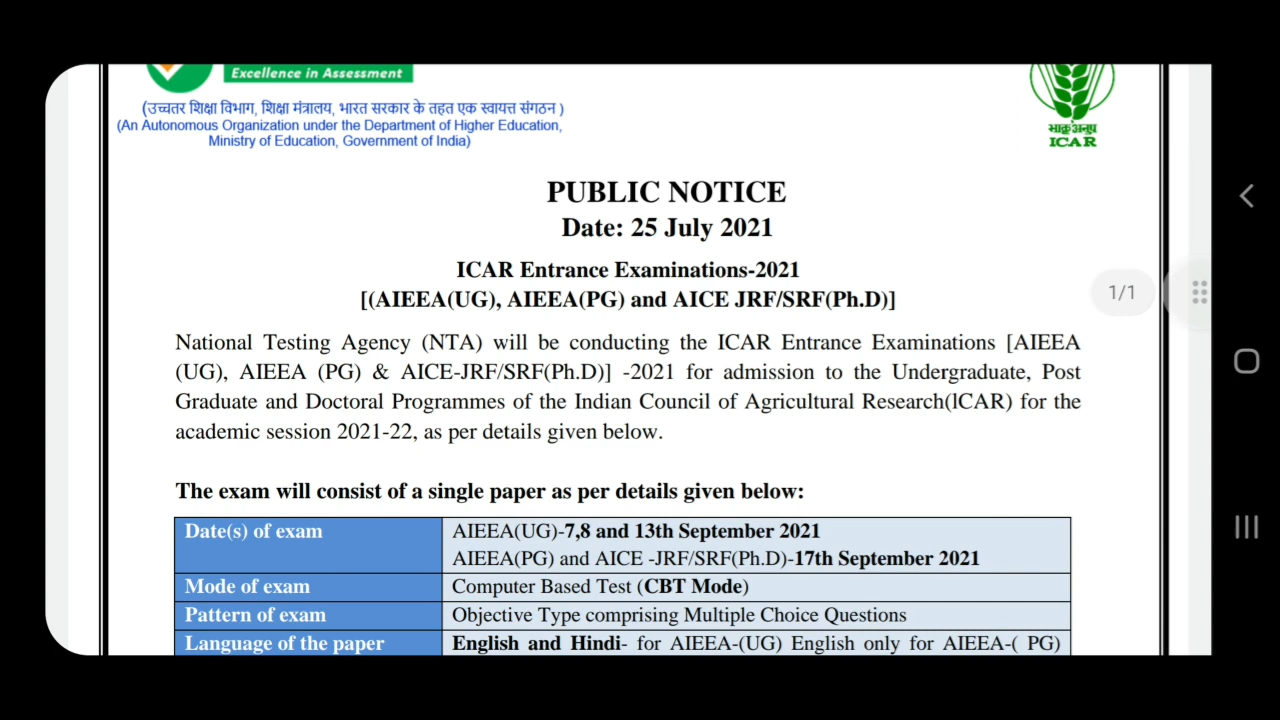 Excellence in Assessment
(उच्चतर शिक्षा विभाग, शिक्षा मंत्रालय, भारत सरकार के तहत एक स्वायत्त संगठन )
(An Autonomous Organization under the Department of Higher Education,
Ministry of Education, Government of India)
भाकृअनुप
ICAR
PUBLIC NOTICE
Date: 25 July 2021
ICAR Entrance Examinations-2021
[(AIEEA(UG), AIEEA(PG) and AICE JRF/SRF(Ph.D)]
1/1
National Testing Agency (NTA) will be conducting the ICAR Entrance Examinations [AIEEA
(UG), AIEEA (PG) & AICE-JRF/SRF(Ph.D)] -2021 for admission to the Undergraduate, Post
Graduate and Doctoral Programmes of the Indian Council of Agricultural Research(lCAR) for the
academic session 2021-22, as per details given below.
The exam will consist of a single paper as per details given below:
Date(s) of exam
AIEEA(UG)-7,8 and 13th September 2021
AIEEA(PG) and AICE -JRF/SRF(Ph.D)-17th September 2021
Mode of exam
Computer Based Test (CBT Mode)
Pattern of exam
Objective Type comprising Multiple Choice Questions
Language of the paper
English and Hindi- for AIEEA-(UG) English only for AIEEA-( PG)